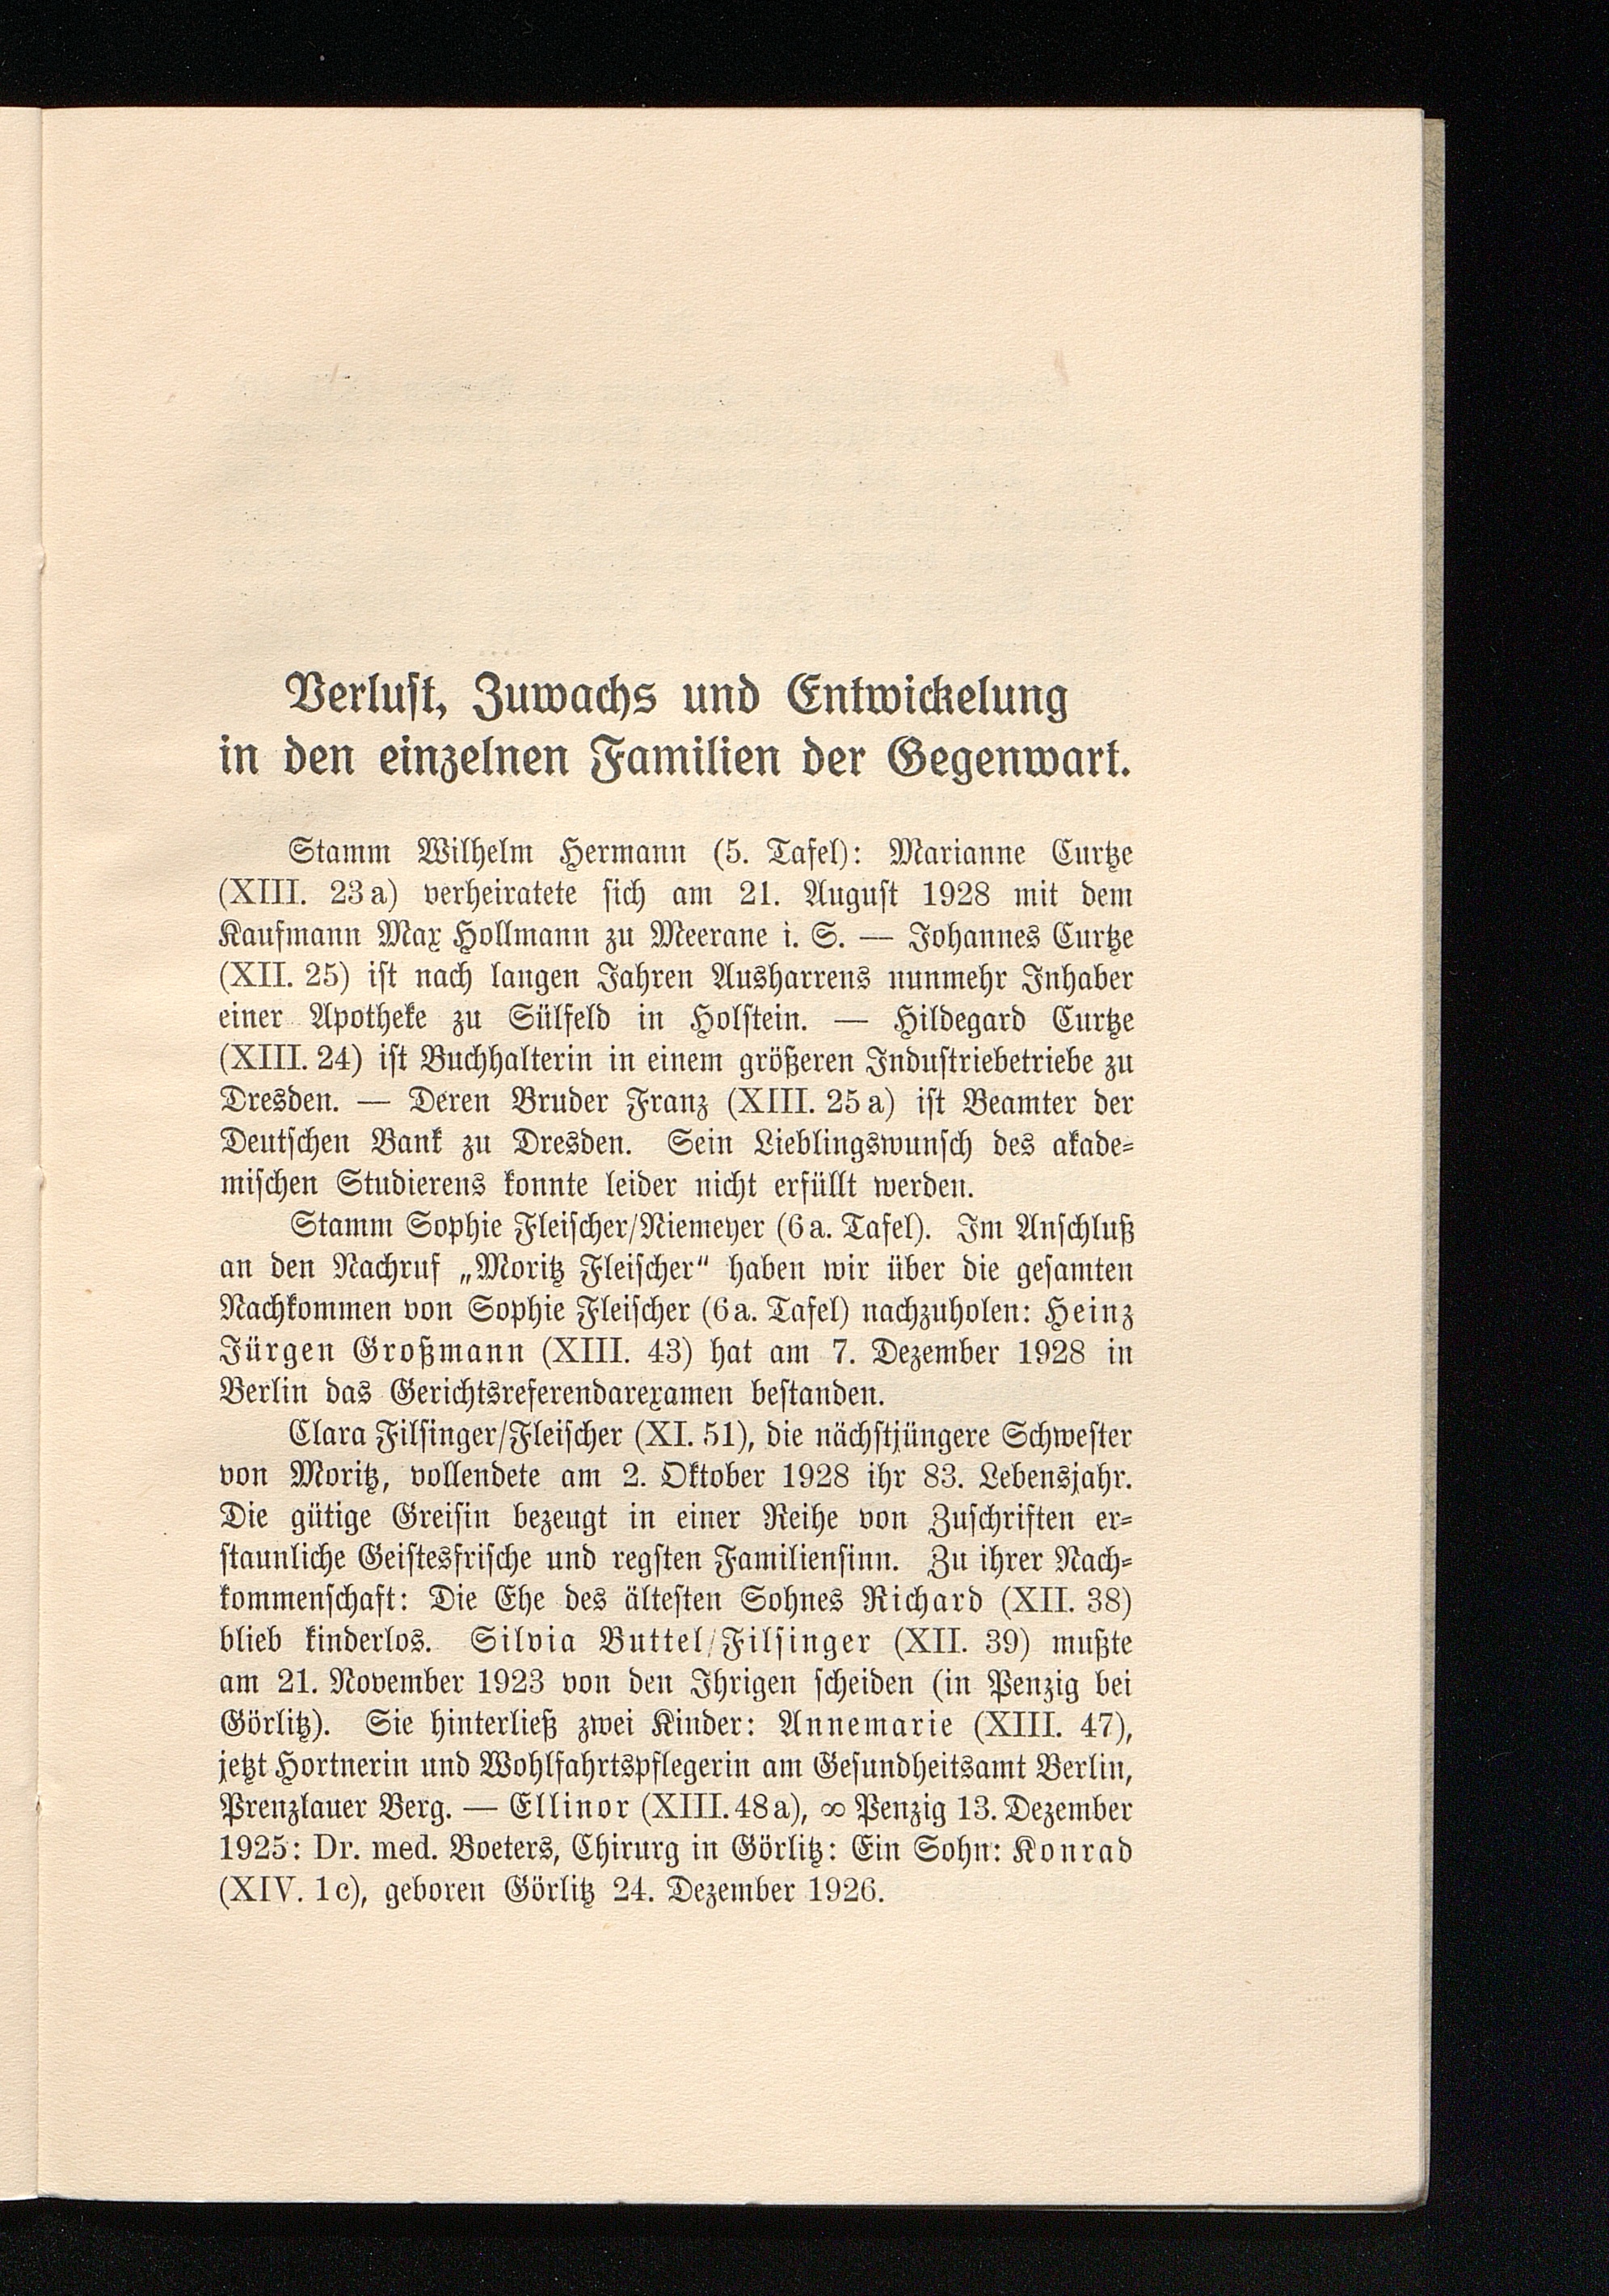 Verlust, Zuwachs und Entwickelung
in den einzelnen Familien der Gegenwart.
Stamm Wilhelm Hermann (5. Tafel): Marianne Curtze
(XIII. 23 a) verheiratete sich am 21. August 1928 mit dem
Kaufmann Max Hollmann zu Meerane i. S. — Johannes Curtze
(XII. 25) ist nach langen Jahren Ausharrens nunmehr Inhaber
einer Apotheke zu Sülfeld in Holstein. — Hildegard Curtze
(XIII. 24) ist Buchhalterin in einem größeren Industriebetriebe zu
Dresden. — Deren Bruder Franz (XIII. 25 a) ist Beamter der
Deutschen Bank zu Dresden. Sein Lieblingswunsch des akade-
mischen Studierens konnte leider nicht erfüllt werden.
Stamm Sophie Fleischer/Niemeyer (6 a. Tafel). Im Anschluß
an den Nachruf „Moritz Fleischer“ haben wir über die gesamten
Nachkommen von Sophie Fleischer (6 a. Tafel) nachzuholen: Heinz
Jürgen Großmann (XIII. 43) hat am 7. Dezember 1928 in
Berlin das Gerichtsreferendarexamen bestanden.
Clara Filsinger/Fleischer (XI. 51), die nächstjüngere Schwester
von Moritz, vollendete am 2. Oktober 1928 ihr 83. Lebensjahr.
Die gütige Greisin bezeugt in einer Reihe von Zuschriften er-
staunliche Geistesfrische und regsten Familiensinn. Zu ihrer Nach-
kommenschaft: Die Ehe des ältesten Sohnes Richard (XII. 38)
blieb kinderlos. Silvia Buttel/Filsinger (XII. 39) mußte
am 21. November 1923 von den Ihrigen scheiden (in Penzig bei
Görlitz). Sie hinterließ zwei Kinder: Annemarie (XIII. 47),
jetzt Hortnerin und Wohlfahrtspflegerin am Gesundheitsamt Berlin,
Prenzlauer Berg. — Ellinor (XIII. 48 a), ∞ Penzig 13. Dezember
1925: Dr. med. Boeters, Chirurg in Görlitz: Ein Sohn: Konrad
(XIV. 1 c), geboren Görlitz 24. Dezember 1926.